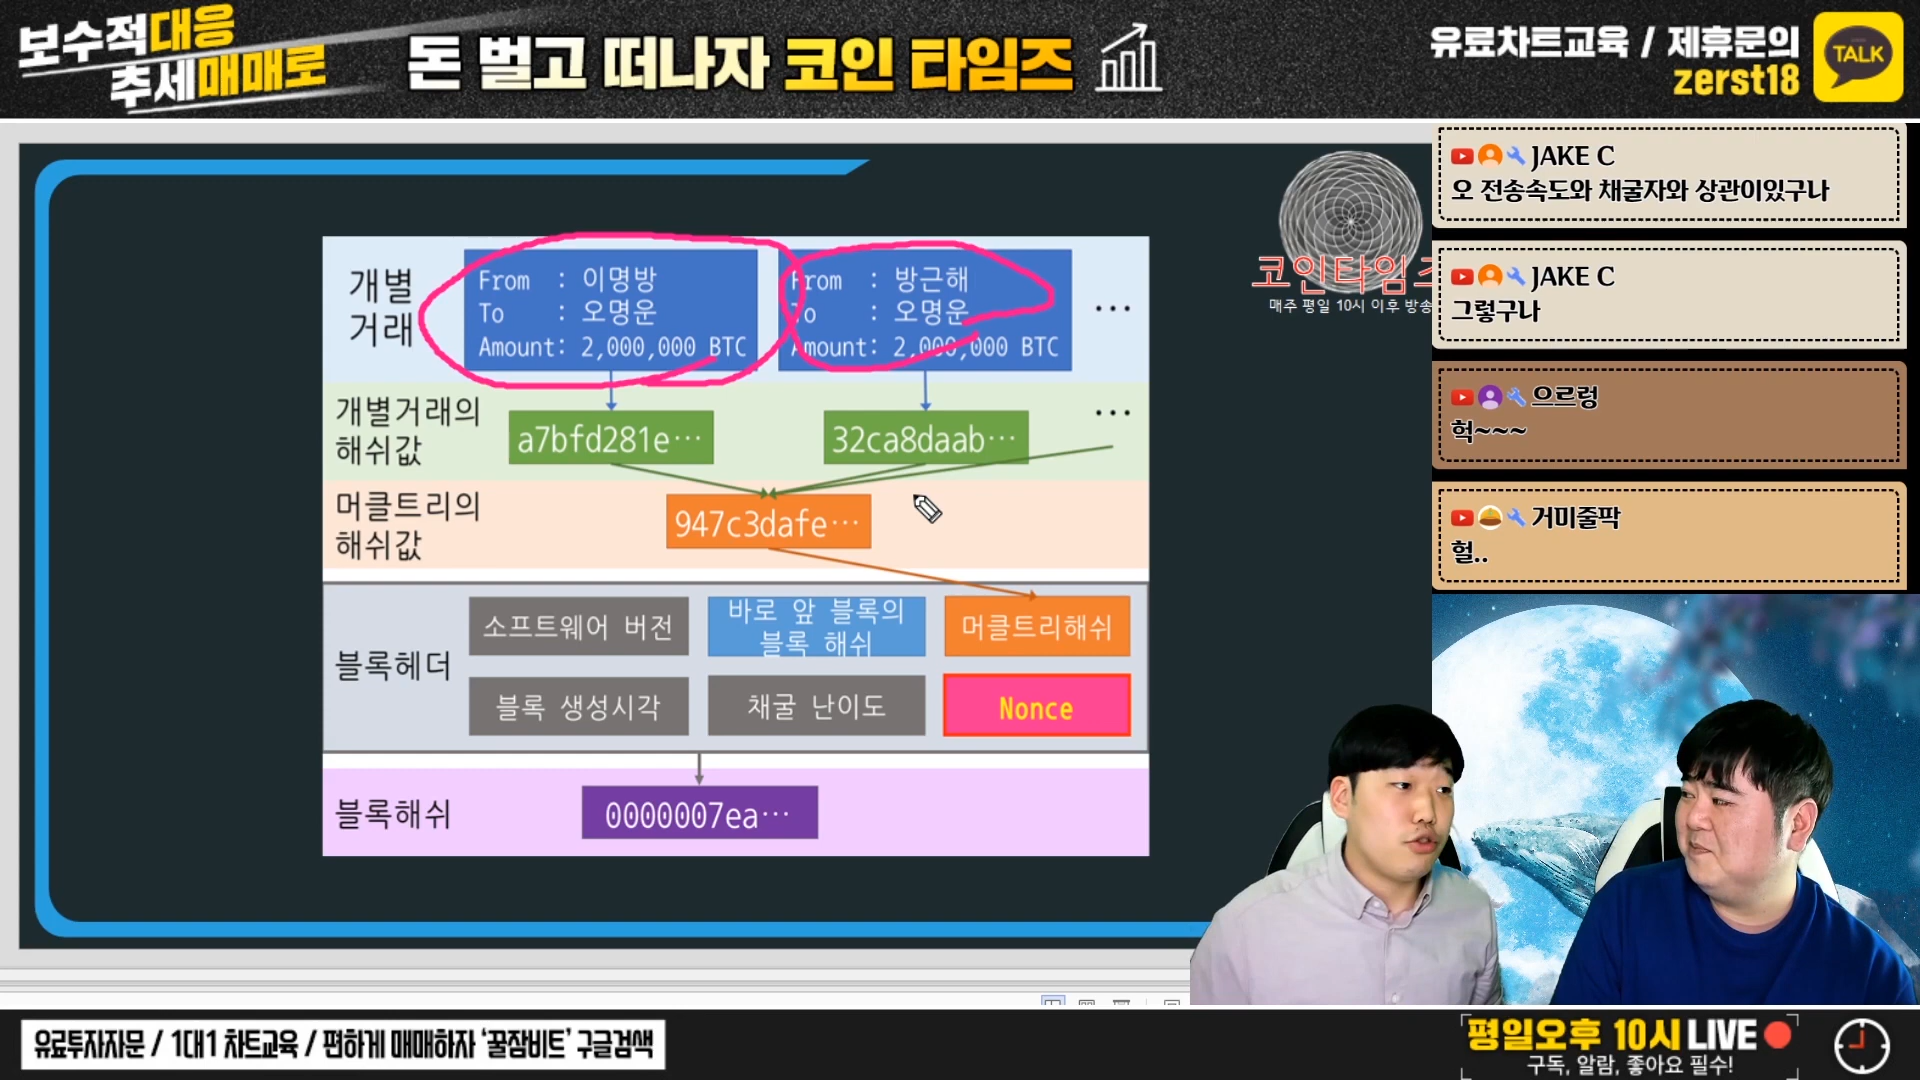 보수적대응
추세매매로
돈 벌고 떠나자 코인 타임즈
유료차트교육 / 제휴문의
zerst18
TALK
코인타임즈
매주 평일 10시 이후 방송
개별
거래
From : 이명방
To : 오명운
Amount: 2,000,000 BTC
From : 방근해
To : 오명운
Amount: 2,000,000 BTC
...
개별거래의
해쉬값
a7bfd281e...
32ca8daab...
...
머클트리의
해쉬값
947c3dafe...
블록헤더
소프트웨어 버전
바로 앞 블록의
블록 해쉬
머클트리해쉬
블록 생성시각
채굴 난이도
Nonce
블록해쉬
0000007ea...
JAKE C
오 전송속도와 채굴자와 상관이있구나
JAKE C
그렇구나
으르렁
헉~~~
거미줄팍
헐..
유료투자자문 / 1대1 차트교육 / 편하게 매매하자 '꿀잠비트' 구글검색
평일오후 10시 LIVE
구독, 알람, 좋아요 필수!